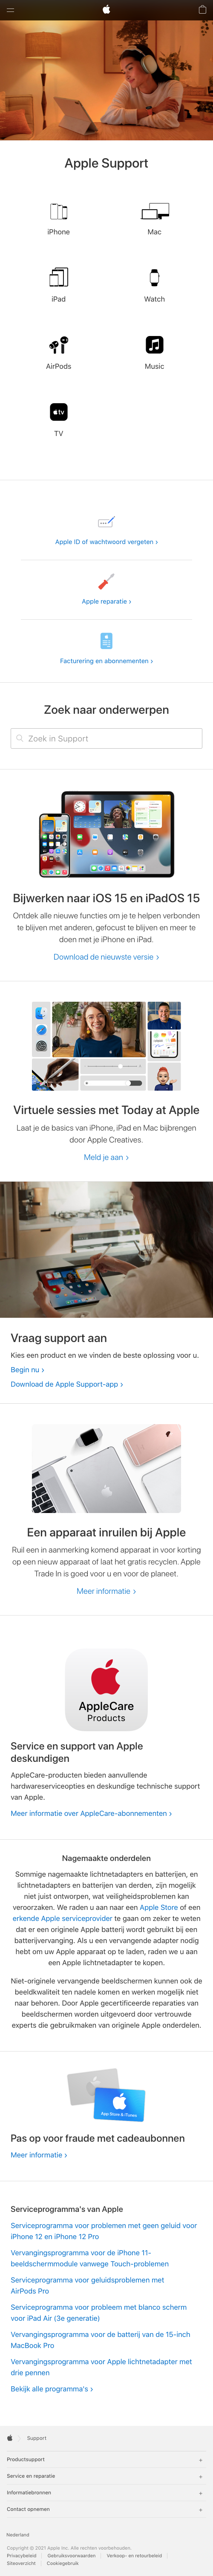 Apple Support
iPhone
Mac
iPad
Watch
AirPods
Music
tv
TV
Apple ID of wachtwoord vergeten >
Apple reparatie >
Facturering en abonnementen >
Zoek naar onderwerpen
Zoek in Support
Bijwerken naar iOS 15 en iPadOS 15
Ontdek alle nieuwe functies om je te helpen verbonden
te blijven met anderen, gefocust te blijven en meer te
doen met je iPhone en iPad.
Download de nieuwste versie >
Virtuele sessies met Today at Apple
Laat je de basics van iPhone, iPad en Mac bijbrengen
door Apple Creatives.
Meld je aan >
Vraag support aan
Kies een product en we vinden de beste oplossing voor u.
Begin nu >
Download de Apple Support-app >
Een apparaat inruilen bij Apple
Ruil een in aanmerking komend apparaat in voor korting
op een nieuw apparaat of laat het gratis recyclen. Apple
Trade In is goed voor u en voor de planeet.
Meer informatie >
AppleCare
Products
Service en support van Apple
deskundigen
AppleCare-producten bieden aanvullende
hardwareserviceopties en deskundige technische support
van Apple.
Meer informatie over AppleCare-abonnementen >
Nagemaakte onderdelen
Sommige nagemaakte lichtnetadapters en batterijen, en
lichtnetadapters en batterijen van derden, zijn mogelijk
niet juist ontworpen, wat veiligheidsproblemen kan
veroorzaken. We raden u aan naar een Apple Store of een
erkende Apple serviceprovider te gaan om zeker te weten
dat er een originele Apple batterij wordt gebruikt bij een
batterijvervanging. Als u een vervangende adapter nodig
hebt om uw Apple apparaat op te laden, raden we u aan
een Apple lichtnetadapter te kopen.
Niet-originele vervangende beeldschermen kunnen ook de
beeldkwaliteit ten nadele komen en werken mogelijk niet
naar behoren. Door Apple gecertificeerde reparaties van
beeldschermen worden uitgevoerd door vertrouwde
experts die gebruikmaken van originele Apple onderdelen.
App Store & iTunes
Pas op voor fraude met cadeaubonnen
Meer informatie >
Serviceprogramma's van Apple
Serviceprogramma voor problemen met geen geluid voor
iPhone 12 en iPhone 12 Pro
Vervangingsprogramma voor de iPhone 11-
beeldschermmodule vanwege Touch-problemen
Serviceprogramma voor geluidsproblemen met
AirPods Pro
Serviceprogramma voor probleem met blanco scherm
voor iPad Air (3e generatie)
Vervangingsprogramma voor de batterij van de 15-inch
MacBook Pro
Vervangingsprogramma voor Apple lichtnetadapter met
drie pennen
Bekijk alle programma's >
Support
Productsupport +
Service en reparatie +
Informatiebronnen +
Contact opnemen +
Nederland
Copyright © 2021 Apple Inc. Alle rechten voorbehouden.
Privacybeleid | Gebruiksvoorwaarden | Verkoop- en retourbeleid
Siteoverzicht | Cookiegebruik